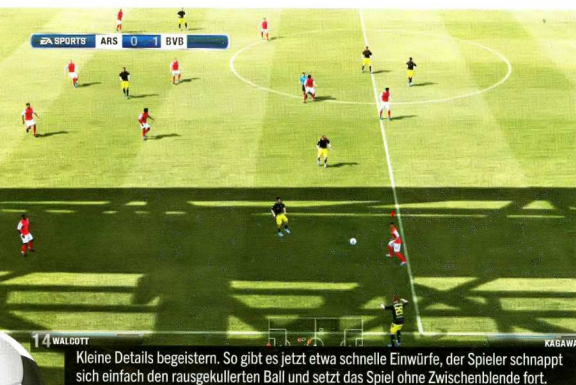 EA SPORTS ARS 0 1 BVB
14 WALCOTT
KAGAWA
Kleine Details begeistern. So gibt es jetzt etwa schnelle Einwürfe, der Spieler schnappt
sich einfach den rausgekullerten Ball und setzt das Spiel ohne Zwischenblende fort.